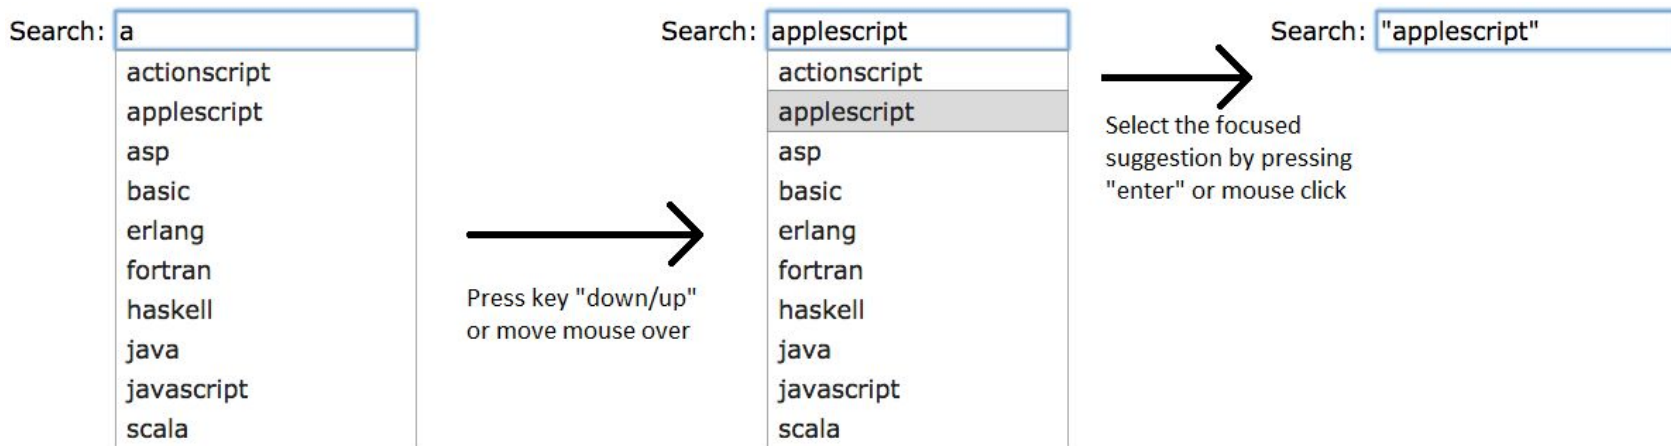 Search: a
actionscript
applescript
asp
basic
erlang
fortran
haskell
java
javascript
scala
Press key "down/up"
or move mouse over
Search: applescript
actionscript
applescript
asp
basic
erlang
fortran
haskell
java
javascript
scala
Select the focused
suggestion by pressing
"enter" or mouse click
Search: "applescript"